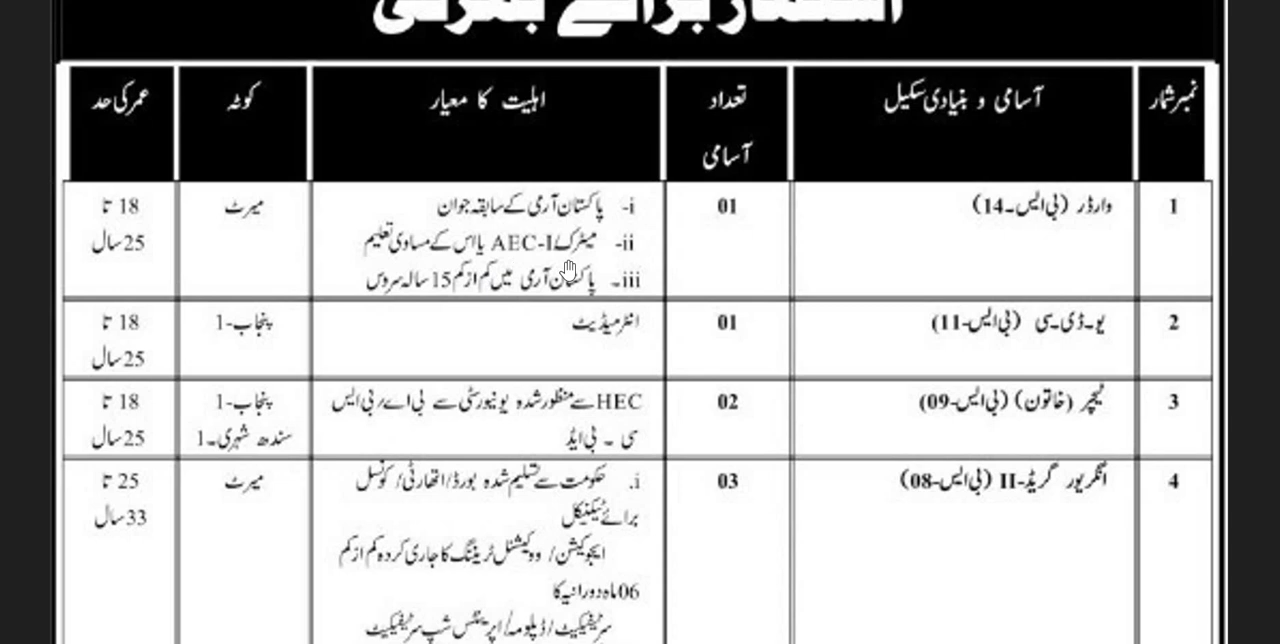 اشتہار برائے بھرتی
نمبر شمار
آسامی و بنیادی سکیل
تعداد
آسامی
اہلیت کا معیار
کوٹہ
عمر کی حد
1
وارڈر (بی ایس۔14)
01
i- پاکستان آرمی کے سابقہ جوان
ii- میٹرک/AEC-I یا اس کے مساوی تعلیم
iii۔ پاکستان آرمی میں کم از کم 15 سالہ سروس
میرٹ
18 تا
25 سال
2
یو۔ڈی۔سی (بی ایس-11)
01
انٹرمیڈیٹ
پنجاب-1
18 تا
25 سال
3
ٹیچر (خاتون) (بی ایس-09)
02
HEC سے منظور شدہ یونیورسٹی سے بی اے/بی ایس
سی ۔ بی ایڈ
پنجاب-1
سندھ شہری۔1
18 تا
25 سال
4
انگریور گریڈ-II (بی ایس-08)
03
i. حکومت سے تسلیم شدہ بورڈ/اتھارٹی/کونسل
برائے ٹیکنیکل
ایجوکیشن/ ووکیشنل ٹریننگ کا جاری کردہ کم از کم
06 ماہ دورانیہ کا
سرٹیفیکیٹ/ڈپلومہ/اپرینٹس شپ سرٹیفیکیٹ
میرٹ
25 تا
33 سال